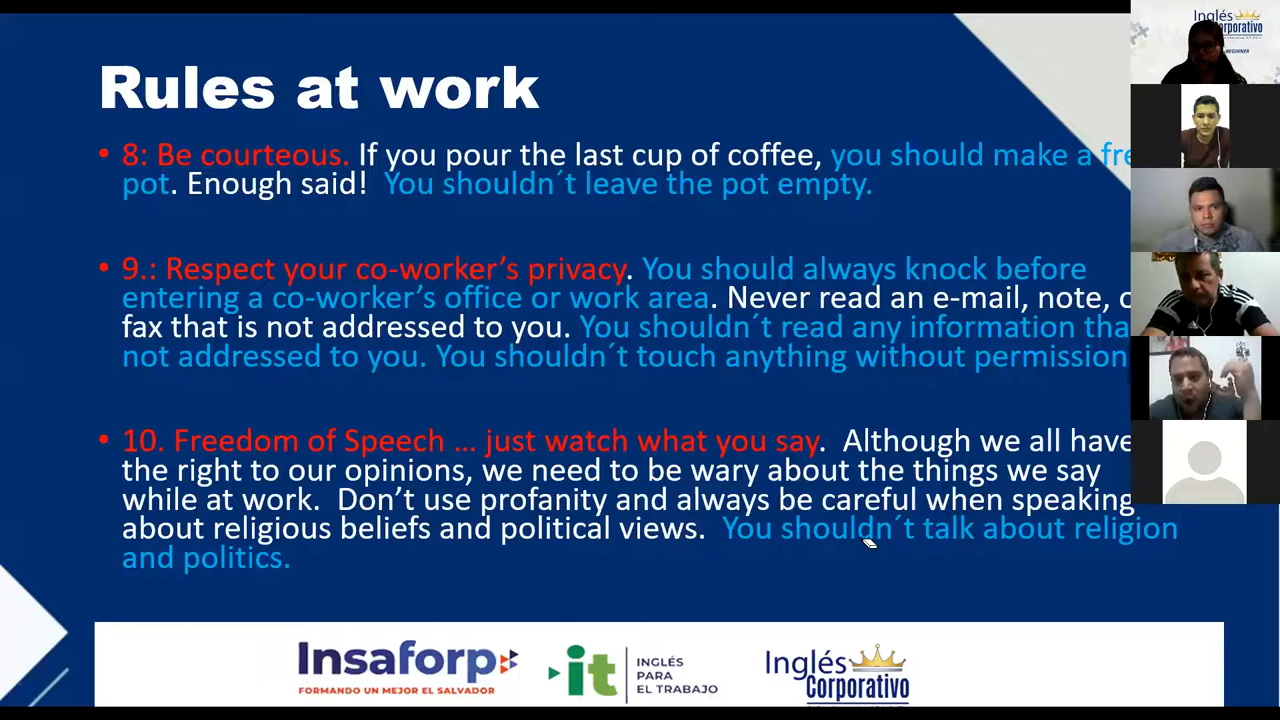 Rules at work
• 8: Be courteous. If you pour the last cup of coffee, you should make a fre
pot. Enough said!  You shouldn´t leave the pot empty.
• 9.: Respect your co-worker’s privacy. You should always knock before
entering a co-worker’s office or work area. Never read an e-mail, note, o
fax that is not addressed to you. You shouldn´t read any information tha
not addressed to you. You shouldn´t touch anything without permission
• 10. Freedom of Speech … just watch what you say.  Although we all have
the right to our opinions, we need to be wary about the things we say
while at work.  Don’t use profanity and always be careful when speaking
about religious beliefs and political views.  You shouldn´t talk about religion
and politics.
Insaforp
FORMANDO UN MEJOR EL SALVADOR
it
INGLÉS
PARA
EL TRABAJO
Inglés
Corporativo
Inglés
orporativo
BEGINNER